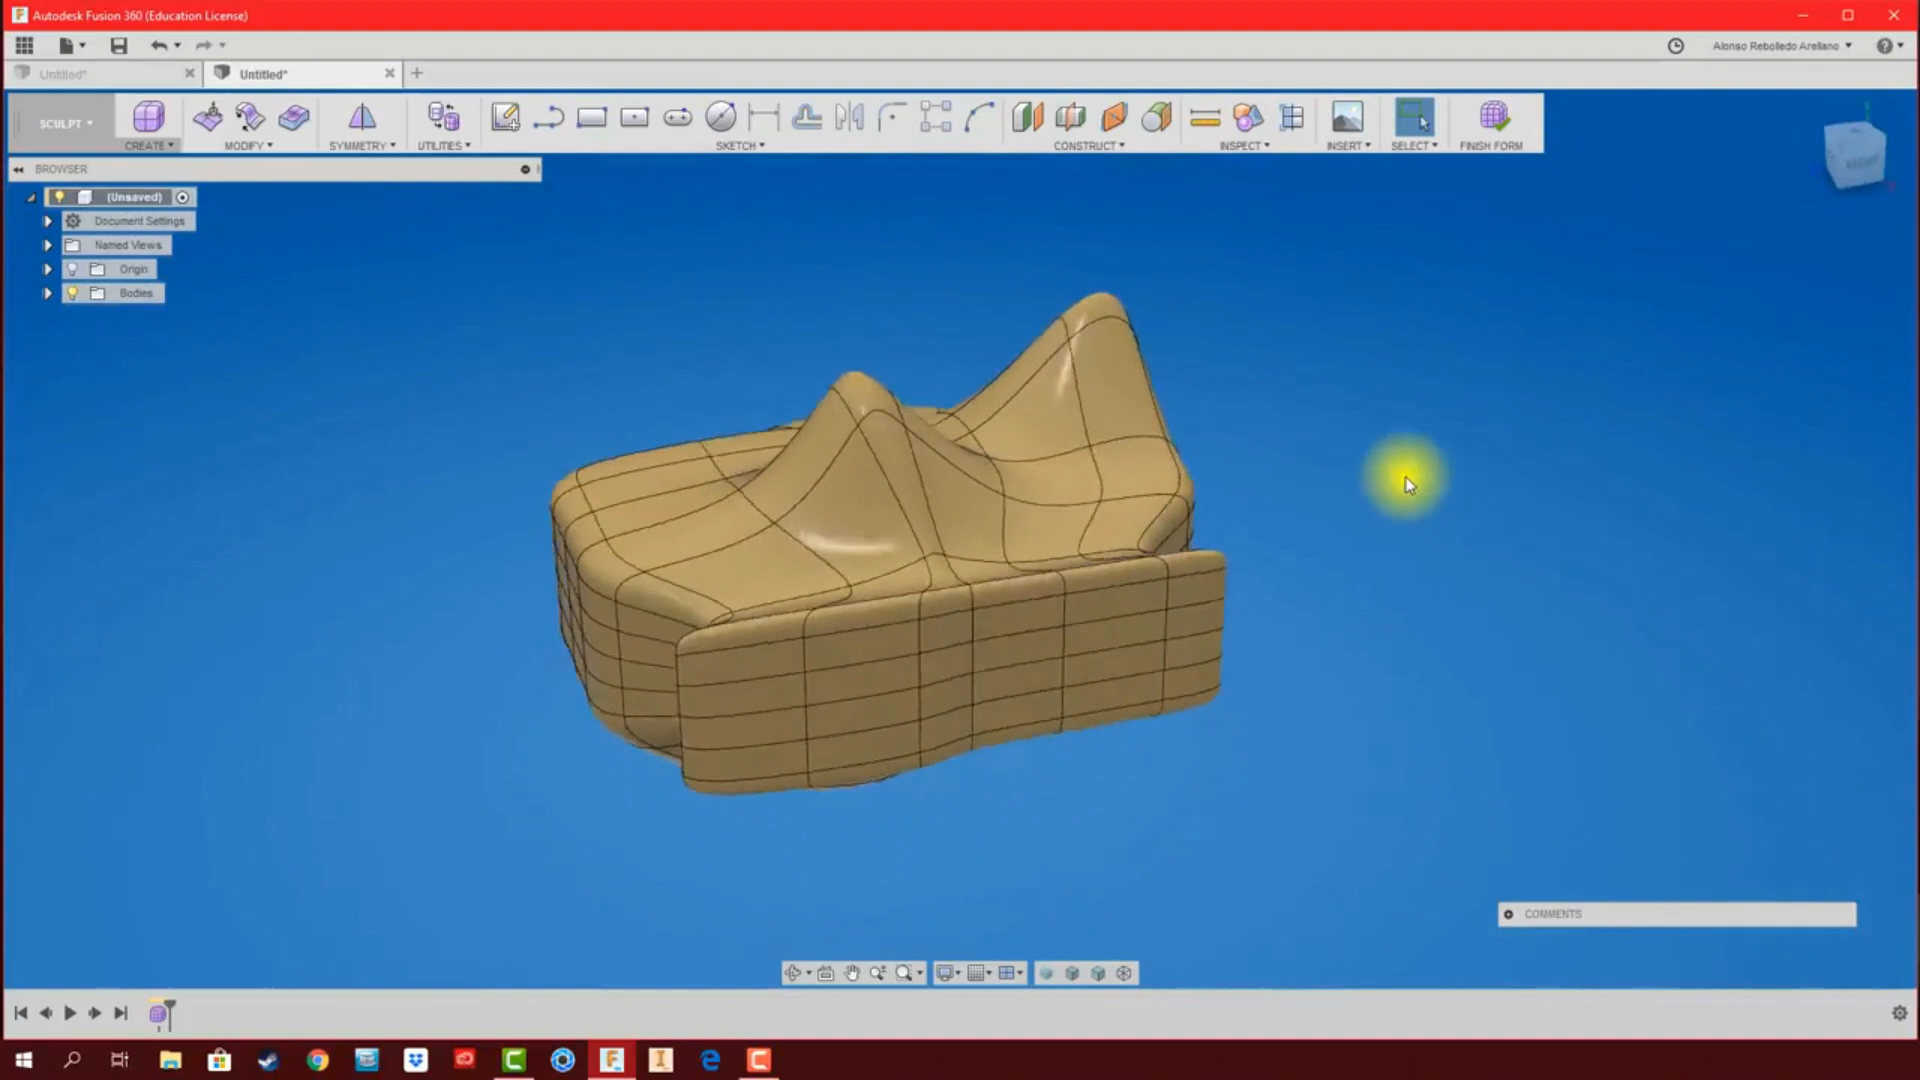 Autodesk Fusion 360 (Education License)
Alonso Rebolledo Arellano
Untitled*
Untitled*
SCULPT
CREATE
MODIFY
SYMMETRY
UTILITIES
SKETCH
CONSTRUCT
INSPECT
INSERT
SELECT
FINISH FORM
BROWSER
(Unsaved)
Document Settings
Named Views
Origin
Bodies
RIGHT
COMMENTS